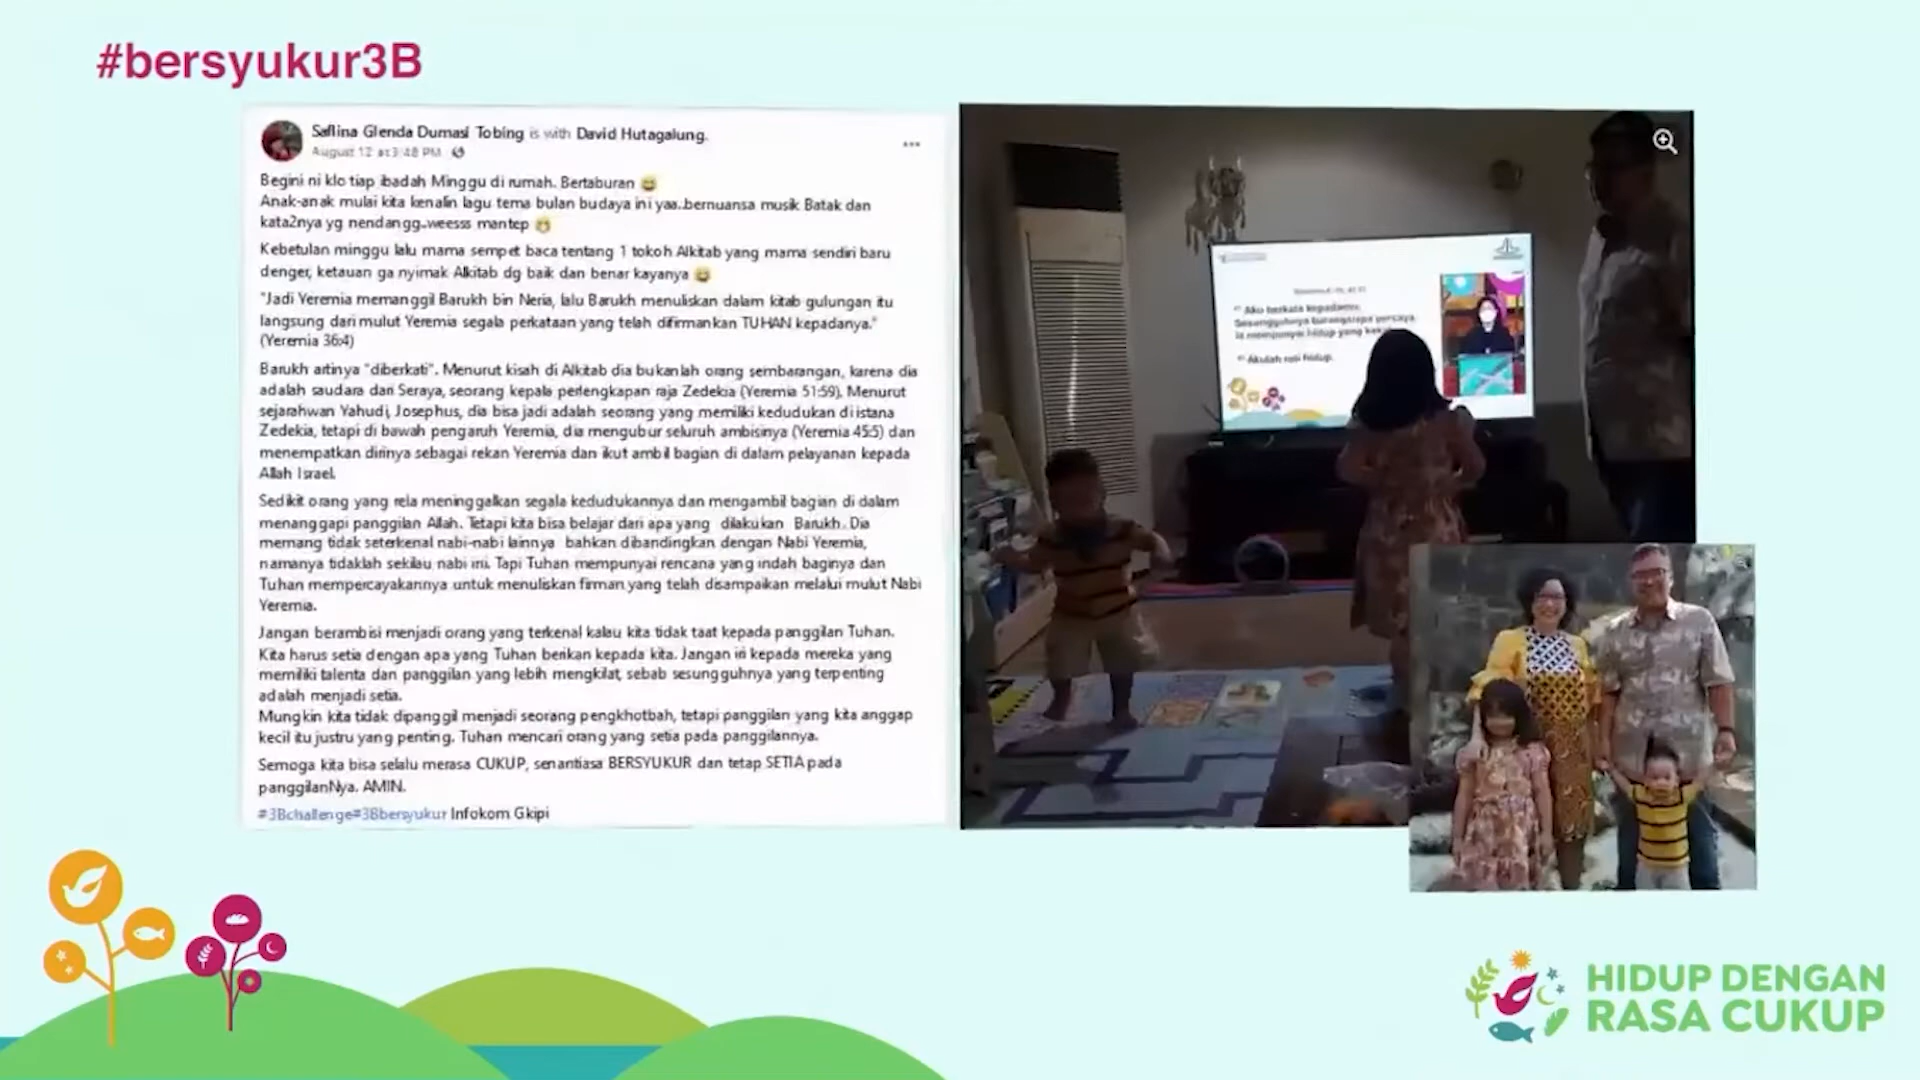 #bersyukur3B
Saflina Glenda Dumasi Tobing is with David Hutagalung.
August 12 at 3:48 PM
Begini ni klo tiap ibadah Minggu di rumah. Bertaburan
Anak-anak mulai kita kenalin lagu tema bulan budaya ini yaa..bernuansa musik Batak dan
kata2nya yg nendangg..weesss mantep
Kebetulan minggu lalu mama sempet baca tentang 1 tokoh Alkitab yang mama sendiri baru
denger, ketauan ga nyimak Alkitab dg baik dan benar kayanya
"Jadi Yeremia memanggil Barukh bin Neria, lalu Barukh menuliskan dalam kitab gulungan itu
langsung dari mulut Yeremia segala perkataan yang telah difirmankan TUHAN kepadanya."
(Yeremia 36:4)
Barukh artinya "diberkati". Menurut kisah di Alkitab dia bukanlah orang sembarangan, karena dia
adalah saudara dari Seraya, seorang kepala perlengkapan raja Zedekia (Yeremia 51:59). Menurut
sejarahwan Yahudi, Josephus, dia bisa jadi adalah seorang yang memiliki kedudukan di istana
Zedekia, tetapi di bawah pengaruh Yeremia, dia mengubur seluruh ambisinya (Yeremia 45:5) dan
menempatkan dirinya sebagai rekan Yeremia dan ikut ambil bagian di dalam pelayanan kepada
Allah Israel.
Sedikit orang yang rela meninggalkan segala kedudukannya dan mengambil bagian di dalam
menanggapi panggilan Allah. Tetapi kita bisa belajar dari apa yang dilakukan Barukh. Dia
memang tidak seterkenal nabi-nabi lainnya bahkan dibandingkan dengan Nabi Yeremia,
namanya tidaklah sekilau nabi ini. Tapi Tuhan mempunyai rencana yang indah baginya dan
Tuhan mempercayakannya untuk menuliskan firman yang telah disampaikan melalui mulut Nabi
Yeremia.
Jangan berambisi menjadi orang yang terkenal kalau kita tidak taat kepada panggilan Tuhan.
Kita harus setia dengan apa yang Tuhan berikan kepada kita. Jangan iri kepada mereka yang
memiliki talenta dan panggilan yang lebih mengkilat, sebab sesungguhnya yang terpenting
adalah menjadi setia.
Mungkin kita tidak dipanggil menjadi seorang pengkhotbah, tetapi panggilan yang kita anggap
kecil itu justru yang penting. Tuhan mencari orang yang setia pada panggilannya.
Semoga kita bisa selalu merasa CUKUP, senantiasa BERSYUKUR dan tetap SETIA pada
panggilanNya. AMIN.
#3Bchallenge#3Bbersyukur Infokom Gkipi
Aku berkata kepadamu:
Sesungguhnya barangsiapa percaya,
ia mempunyai hidup yang kekal
Akulah roti hidup.
HIDUP DENGAN
RASA CUKUP